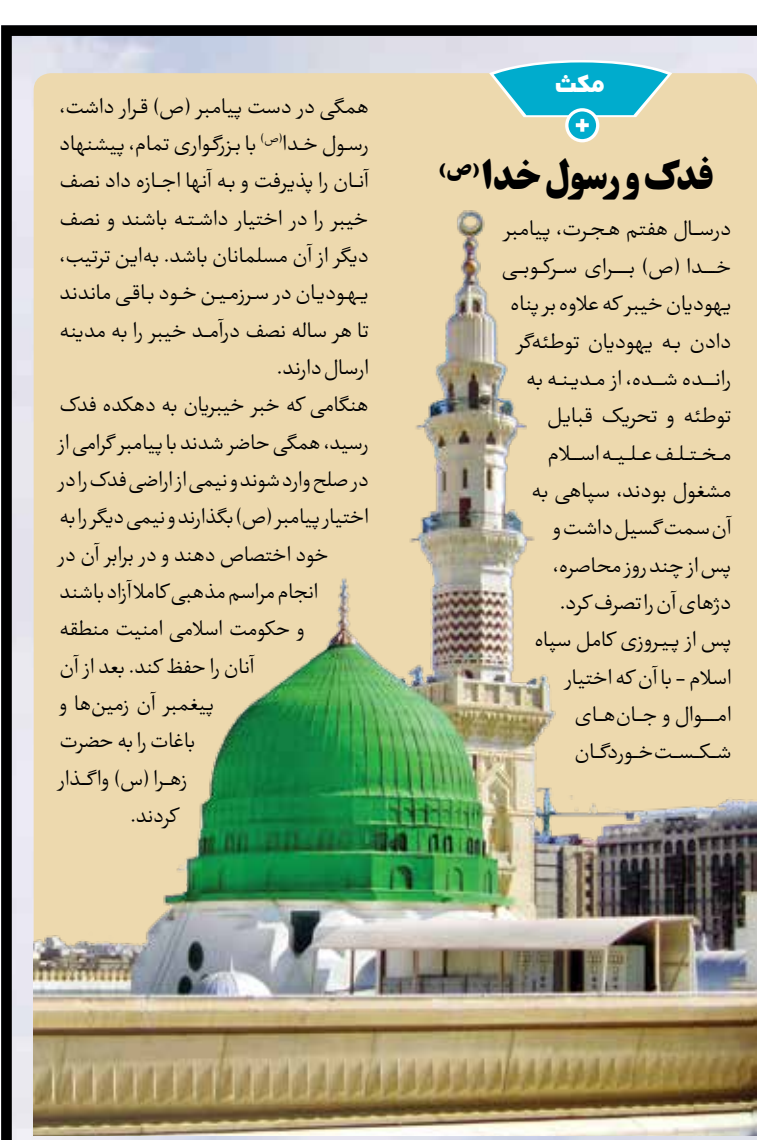 مکث
فدک و رسول خدا (ص)
درسال هفتم هجرت، پیامبر
خدا (ص) برای سرکوبی
یهودیان خیبر که علاوه بر پناه
دادن به یهودیان توطئه‌گر
رانده شده، از مدینه به
توطئه و تحریک قبایل
مختلف علیه اسلام
مشغول بودند، سپاهی به
آن سمت گسیل داشت و
پس از چند روز محاصره،
دژهای آن را تصرف کرد.
پس از پیروزی کامل سپاه
اسلام - با آن که اختیار
اموال و جان‌های
شکست‌خوردگان
همگی در دست پیامبر (ص) قرار داشت،
رسول خدا(ص) با بزرگواری تمام، پیشنهاد
آنان را پذیرفت و به آنها اجازه داد نصف
خیبر را در اختیار داشته باشند و نصف
دیگر از آن مسلمانان باشد. به‌این ترتیب،
یهودیان در سرزمین خود باقی ماندند
تا هر ساله نصف درآمد خیبر را به مدینه
ارسال دارند.
هنگامی که خبر خیبریان به دهکده فدک
رسید، همگی حاضر شدند با پیامبر گرامی از
در صلح وارد شوند و نیمی از اراضی فدک را در
اختیار پیامبر (ص) بگذارند و نیمی دیگر را به
خود اختصاص دهند و در برابر آن در
انجام مراسم مذهبی کاملا آزاد باشند
و حکومت اسلامی امنیت منطقه
آنان را حفظ کند. بعد از آن
پیغمبر آن زمین‌ها و
باغات را به حضرت
زهرا (س) واگذار
کردند.